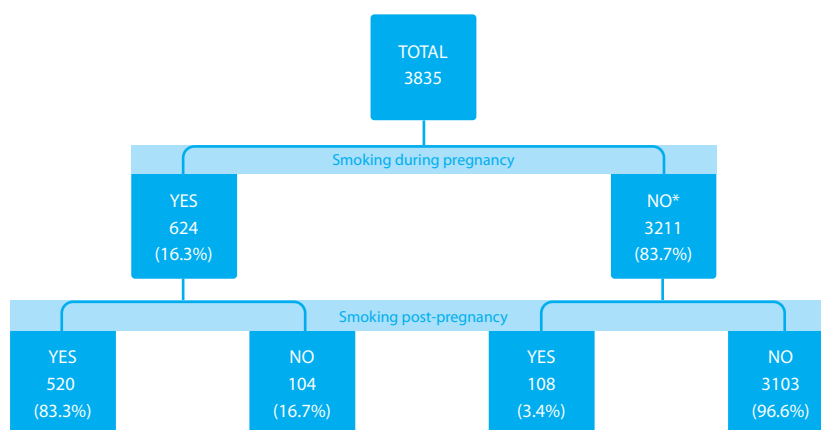 TOTAL
3835
Smoking during pregnancy
YES
624
(16.3%)
NO*
3211
(83.7%)
Smoking post-pregnancy
YES
520
(83.3%)
NO
104
(16.7%)
YES
108
(3.4%)
NO
3103
(96.6%)